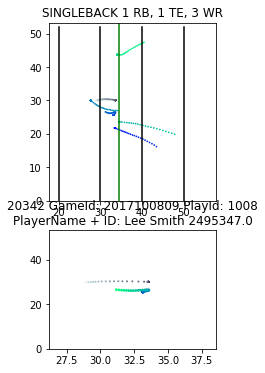 SINGLEBACK 1 RB, 1 TE, 3 WR
50
40
30
20
10
0
20 30 40 50
20342 GameId: 2017100809 PlayId: 1008
PlayerName + ID: Lee Smith 2495347.0
40
20
0
27.5 30.0 32.5 35.0 37.5